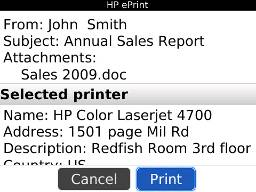 HP ePrint
From: John Smith
Subject: Annual Sales Report
Attachments:
Sales 2009.doc
Selected printer
Name: HP Color Laserjet 4700
Address: 1501 page Mil Rd
Description: Redfish Room 3rd floor
Country: US
Cancel Print